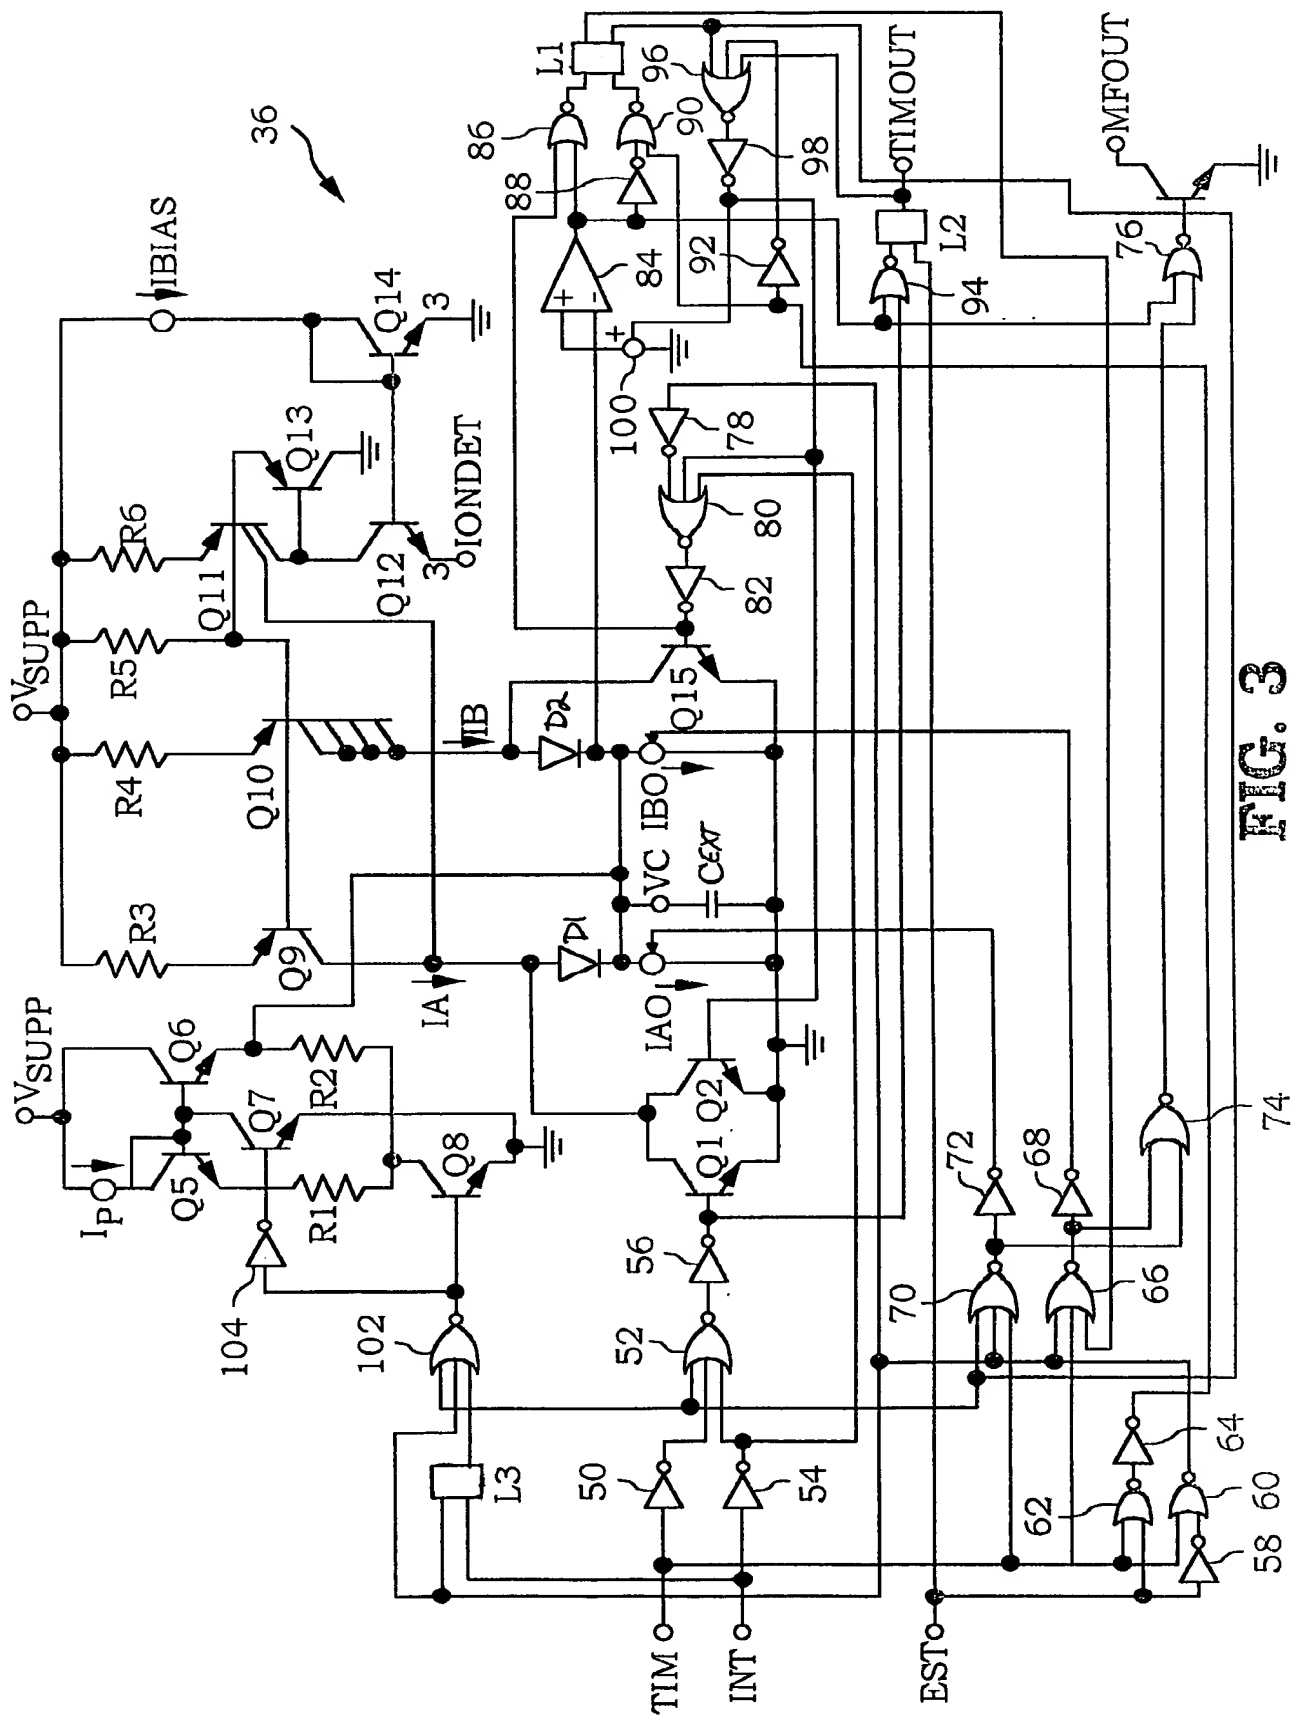 36
VSUPP
IBIAS
R3
R4
R5
R6
Q9
Q10
Q11
Q13
Q14
3
Q12
3
IONDET
VSUPP
IP
Q5
Q6
Q7
R1
R2
Q8
104
102
L3
IA
IB
D1
D2
IAO
VC
CEXT
IBO
Q15
Q1
Q2
L1
86
88
90
84
92
96
98
100
78
80
82
TIMOUT
L2
94
MFOUT
76
56
52
50
54
TIM
INT
EST
72
70
68
66
74
64
62
60
58
FIG. 3